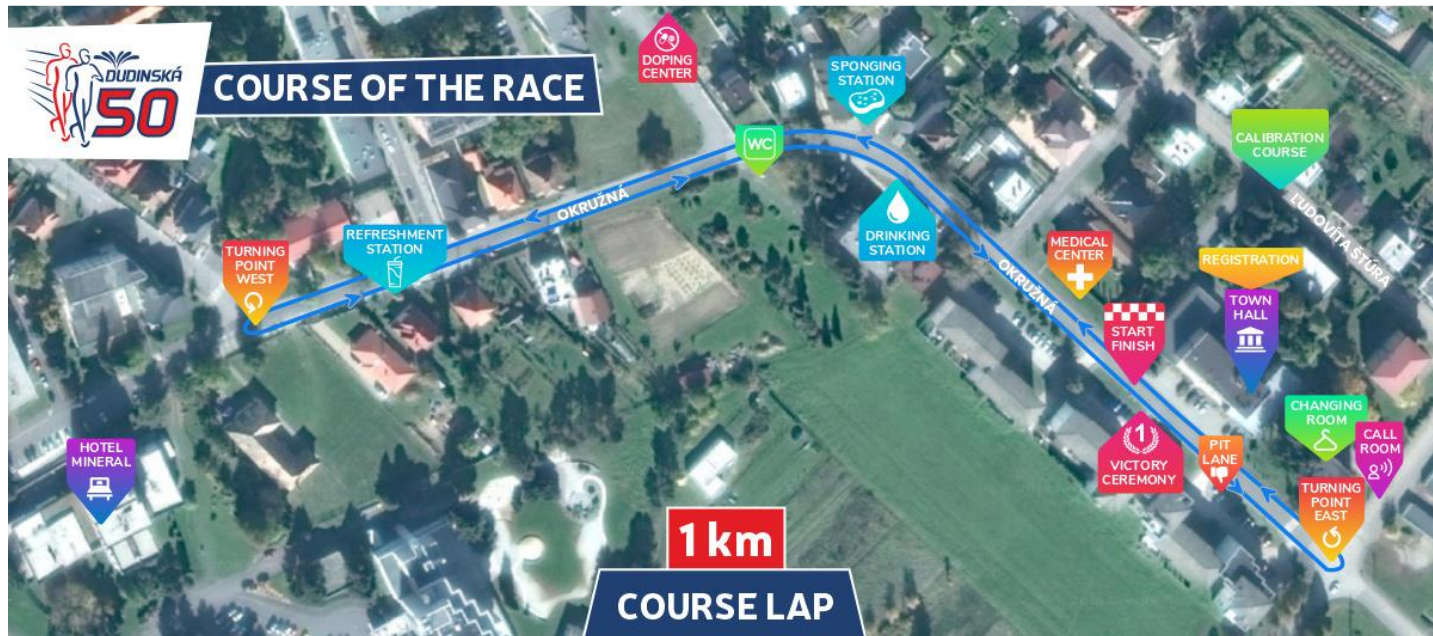 DUDINSKÁ
50
COURSE OF THE RACE
DOPING
CENTER
SPONGING
STATION
WC
CALIBRATION
COURSE
ĽUDOVÍTA ŠTÚRA
OKRUŽNÁ
REFRESHMENT
STATION
TURNING
POINT
WEST
DRINKING
STATION
OKRUŽNÁ
MEDICAL
CENTER
REGISTRATION
TOWN
HALL
START
FINISH
CHANGING
ROOM
CALL
ROOM
HOTEL
MINERAL
1
VICTORY
CEREMONY
PIT
LANE
TURNING
POINT
EAST
1 km
COURSE LAP